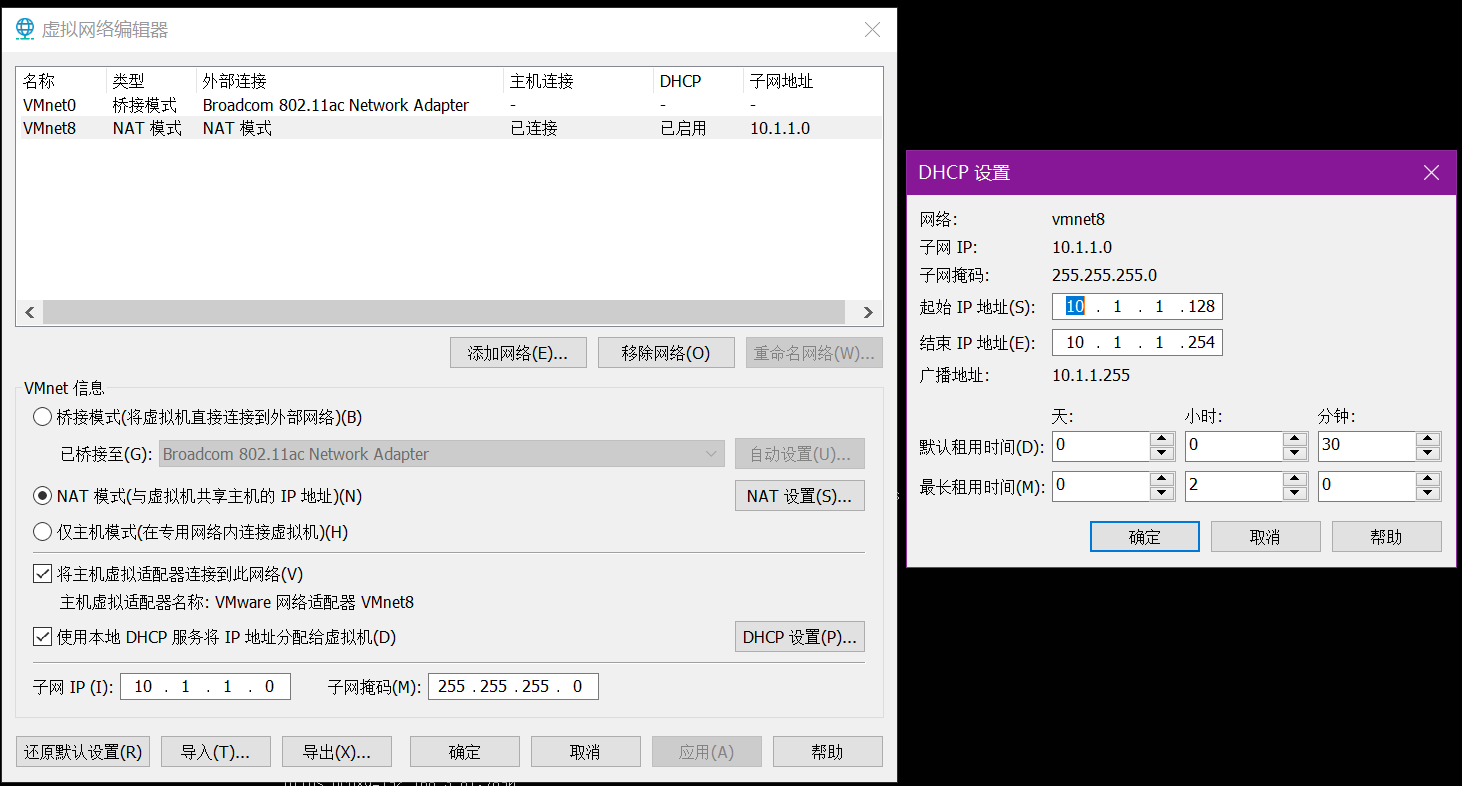 虚拟网络编辑器
名称 类型 外部连接 主机连接 DHCP 子网地址
VMnet0 桥接模式 Broadcom 802.11ac Network Adapter - - -
VMnet8 NAT 模式 NAT 模式 已连接 已启用 10.1.1.0
添加网络(E)... 移除网络(O) 重命名网络(W)...
VMnet 信息
桥接模式(将虚拟机直接连接到外部网络)(B)
已桥接至(G): Broadcom 802.11ac Network Adapter 自动设置(U)...
NAT 模式(与虚拟机共享主机的 IP 地址)(N) NAT 设置(S)...
仅主机模式(在专用网络内连接虚拟机)(H)
将主机虚拟适配器连接到此网络(V)
主机虚拟适配器名称: VMware 网络适配器 VMnet8
使用本地 DHCP 服务将 IP 地址分配给虚拟机(D) DHCP 设置(P)...
子网 IP (I): 10 . 1 . 1 . 0 子网掩码(M): 255 . 255 . 255 . 0
还原默认设置(R) 导入(T)... 导出(X)... 确定 取消 应用(A) 帮助
DHCP 设置
网络: vmnet8
子网 IP: 10.1.1.0
子网掩码: 255.255.255.0
起始 IP 地址(S): 10 . 1 . 1 . 128
结束 IP 地址(E): 10 . 1 . 1 . 254
广播地址: 10.1.1.255
天: 小时: 分钟:
默认租用时间(D): 0 0 30
最长租用时间(M): 0 2 0
确定 取消 帮助